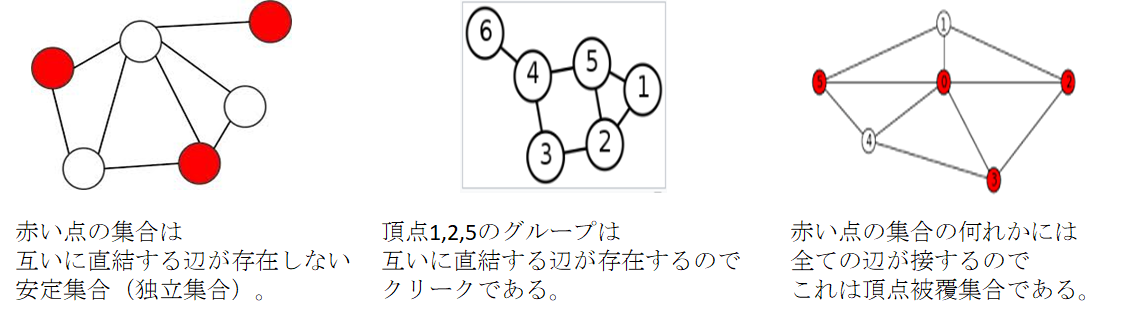 6
5
4
1
3
2
1
5
0
2
4
3
赤い点の集合は
互いに直結する辺が存在しない
安定集合（独立集合）。
頂点1,2,5のグループは
互いに直結する辺が存在するので
クリークである。
赤い点の集合の何れかには
全ての辺が接するので
これは頂点被覆集合である。